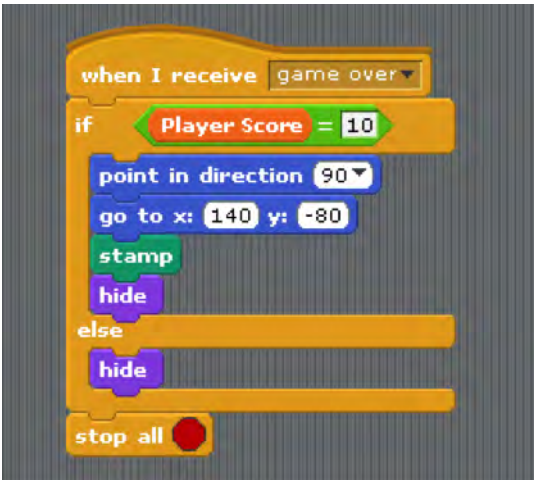 when I receive game over
if Player Score = 10
point in direction 90
go to x: 140 y: -80
stamp
hide
else
hide
stop all